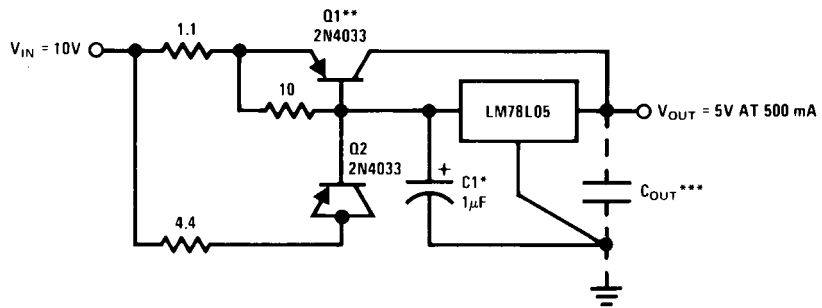 Q1**
2N4033
V_IN = 10V
1.1
10
LM78L05
V_OUT = 5V AT 500 mA
Q2
2N4033
+
C1*
1μF
C_OUT***
4.4